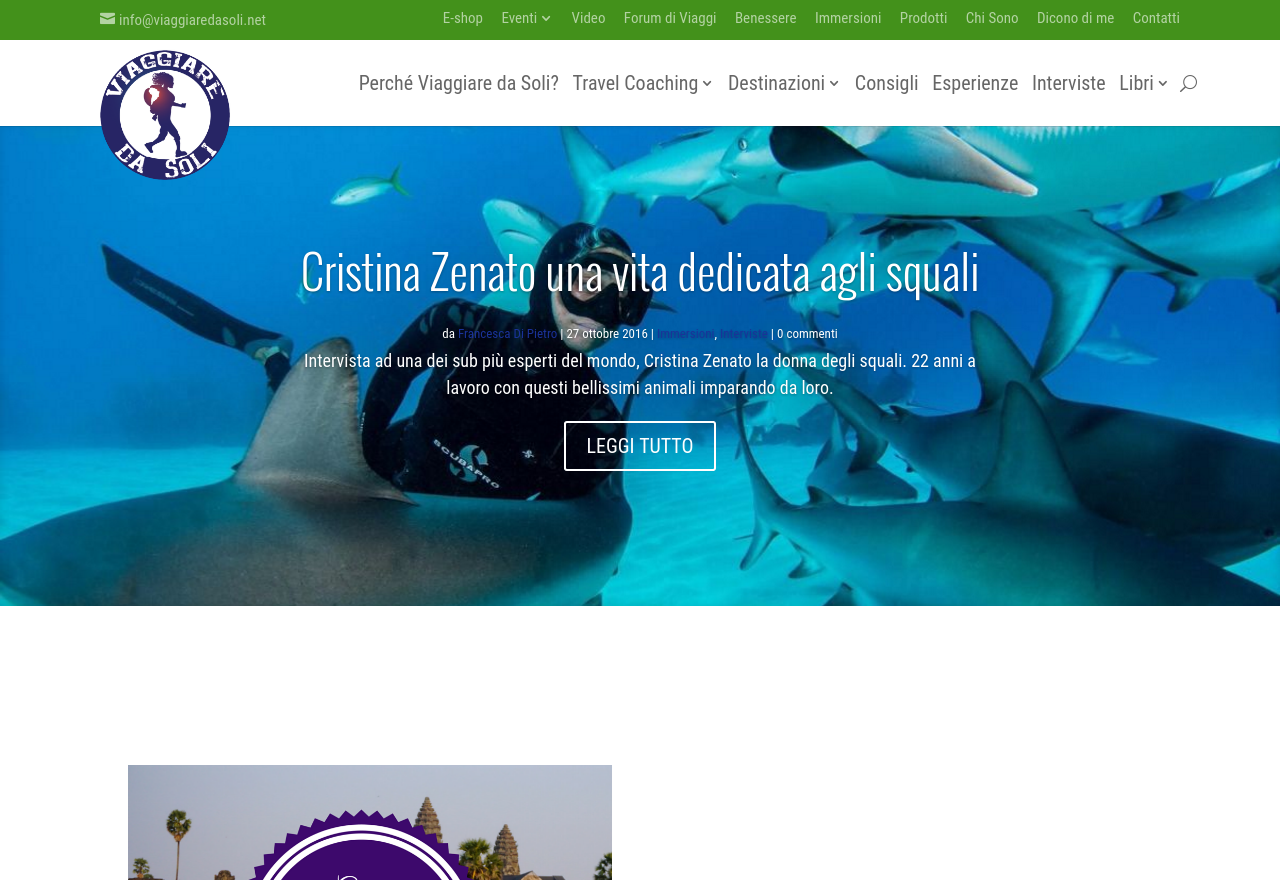 info@viaggiaredasoli.net
E-shop Eventi Video Forum di Viaggi Benessere Immersioni Prodotti Chi Sono Dicono di me Contatti
VIAGGIARE DA SOLI
Perché Viaggiare da Soli? Travel Coaching Destinazioni Consigli Esperienze Interviste Libri
Cristina Zenato una vita dedicata agli squali
da Francesca Di Pietro | 27 ottobre 2016 | Immersioni, Interviste | 0 commenti
Intervista ad una dei sub più esperti del mondo, Cristina Zenato la donna degli squali. 22 anni a
lavoro con questi bellissimi animali imparando da loro.
LEGGI TUTTO
SCUBAPRO